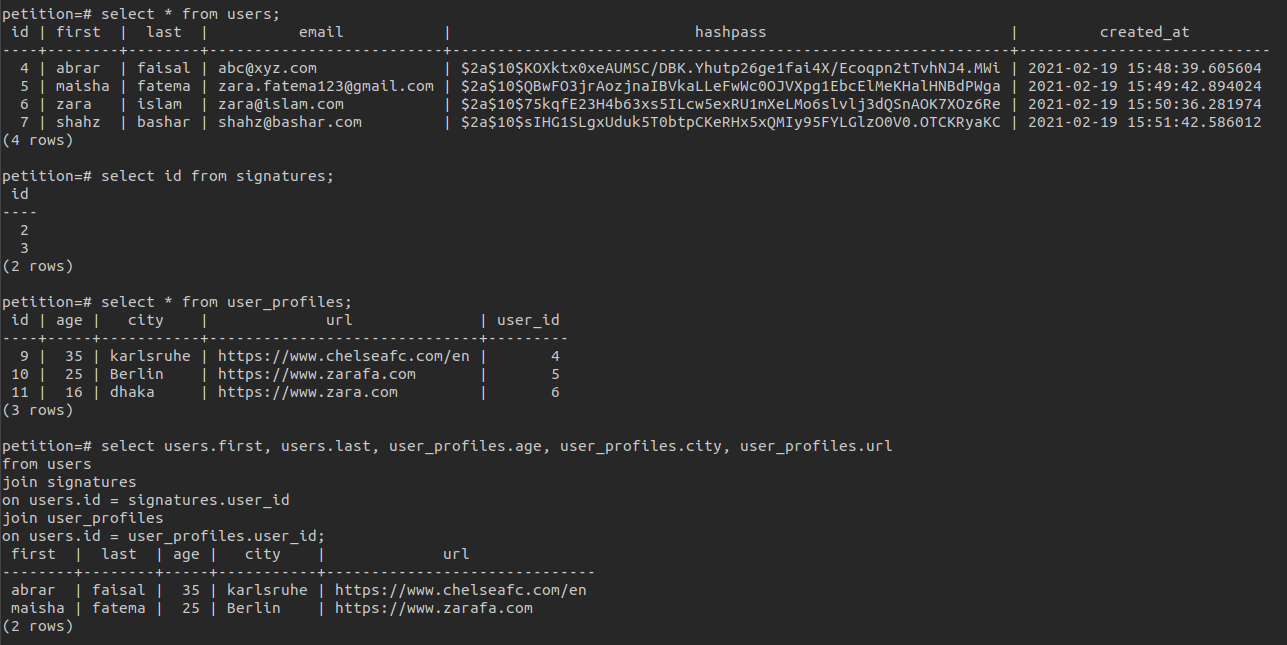 petition=# select * from users;
 id | first  |  last  |          email          |                           hashpass                           |         created_at
----+--------+--------+-------------------------+--------------------------------------------------------------+----------------------------
  4 | abrar  | faisal | abc@xyz.com             | $2a$10$KOXktx0xeAUMSC/DBK.Yhutp26ge1fai4X/Ecoqpn2tTvhNJ4.MWi | 2021-02-19 15:48:39.605604
  5 | maisha | fatema | zara.fatema123@gmail.com | $2a$10$QBwFO3jrAozjnaIBVkaLLeFwWc0OJVXpg1EbcElMeKHalHNBdPWga | 2021-02-19 15:49:42.894024
  6 | zara   | islam  | zara@islam.com          | $2a$10$75kqfE23H4b63xs5ILcw5exRU1mXeLMo6slvlj3dQSnAOK7XOz6Re | 2021-02-19 15:50:36.281974
  7 | shahz  | bashar | shahz@bashar.com        | $2a$10$sIHG1SLgxUduk5T0btpCKeRHx5xQMIy95FYLGlzO0V0.OTCKRyaKC | 2021-02-19 15:51:42.586012
(4 rows)
petition=# select id from signatures;
 id
----
  2
  3
(2 rows)
petition=# select * from user_profiles;
 id | age |   city    |             url              | user_id
----+-----+-----------+------------------------------+---------
  9 |  35 | karlsruhe | https://www.chelseafc.com/en |       4
 10 |  25 | Berlin    | https://www.zarafa.com       |       5
 11 |  16 | dhaka     | https://www.zara.com         |       6
(3 rows)
petition=# select users.first, users.last, user_profiles.age, user_profiles.city, user_profiles.url
from users
join signatures
on users.id = signatures.user_id
join user_profiles
on users.id = user_profiles.user_id;
 first  |  last  | age |   city    |             url
--------+--------+-----+-----------+------------------------------
 abrar  | faisal |  35 | karlsruhe | https://www.chelseafc.com/en
 maisha | fatema |  25 | Berlin    | https://www.zarafa.com
(2 rows)